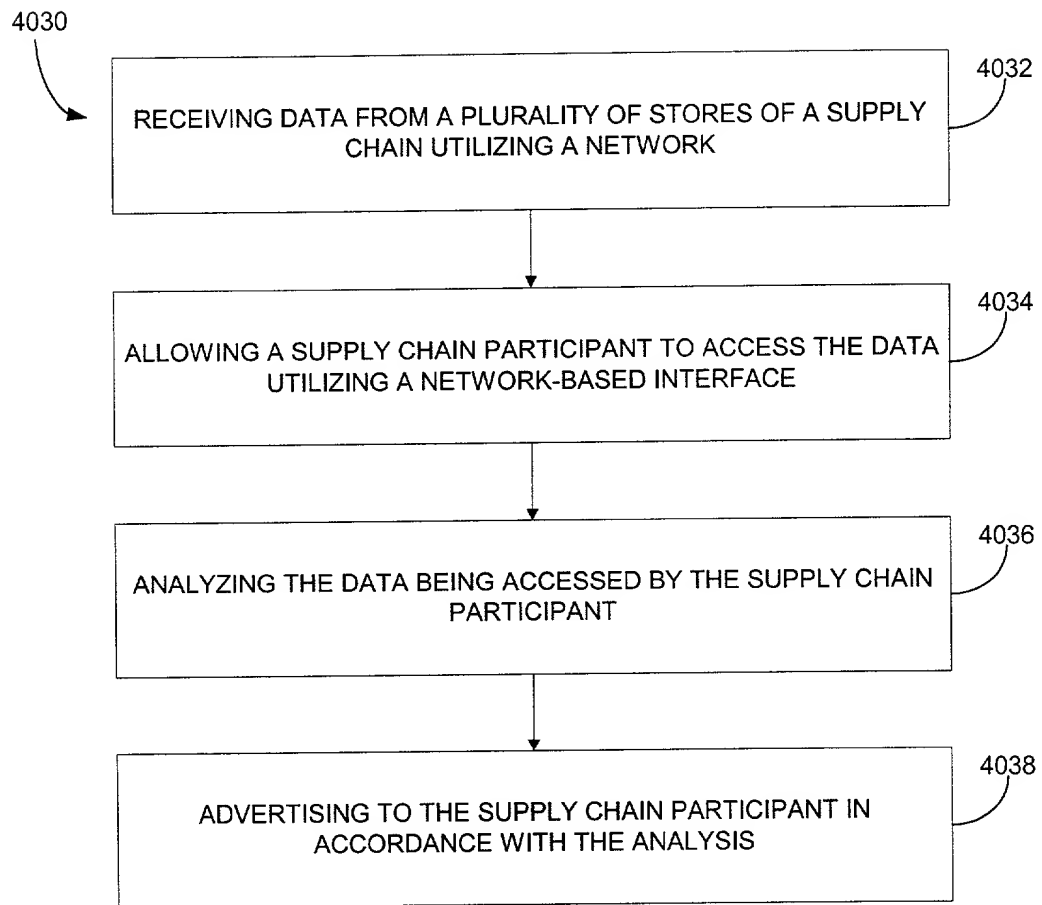 4030
4032
RECEIVING DATA FROM A PLURALITY OF STORES OF A SUPPLY
CHAIN UTILIZING A NETWORK
4034
ALLOWING A SUPPLY CHAIN PARTICIPANT TO ACCESS THE DATA
UTILIZING A NETWORK-BASED INTERFACE
4036
ANALYZING THE DATA BEING ACCESSED BY THE SUPPLY CHAIN
PARTICIPANT
4038
ADVERTISING TO THE SUPPLY CHAIN PARTICIPANT IN
ACCORDANCE WITH THE ANALYSIS